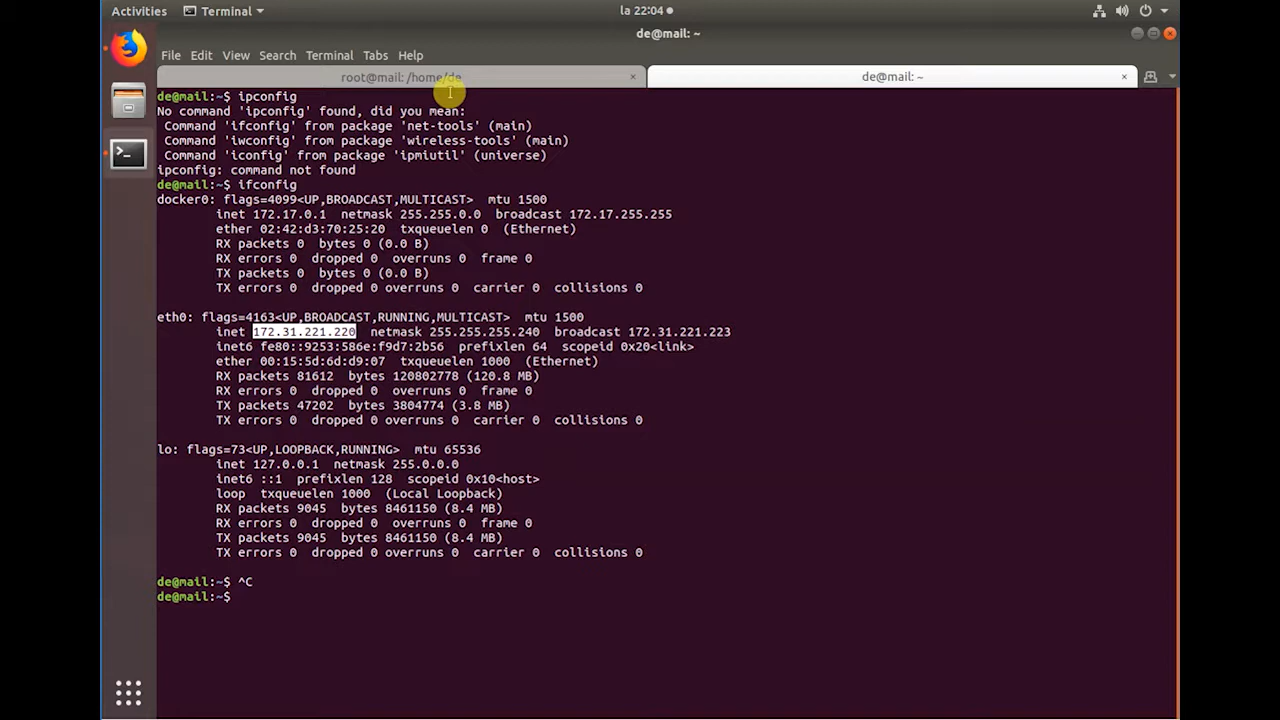 Activities Terminal la 22:04
de@mail: ~
File Edit View Search Terminal Tabs Help
root@mail: /home/de × de@mail: ~ ×
de@mail:~$ ipconfig
No command 'ipconfig' found, did you mean:
 Command 'ifconfig' from package 'net-tools' (main)
 Command 'iwconfig' from package 'wireless-tools' (main)
 Command 'iconfig' from package 'ipmiutil' (universe)
ipconfig: command not found
de@mail:~$ ifconfig
docker0: flags=4099<UP,BROADCAST,MULTICAST>  mtu 1500
        inet 172.17.0.1  netmask 255.255.0.0  broadcast 172.17.255.255
        ether 02:42:d3:70:25:20  txqueuelen 0  (Ethernet)
        RX packets 0  bytes 0 (0.0 B)
        RX errors 0  dropped 0  overruns 0  frame 0
        TX packets 0  bytes 0 (0.0 B)
        TX errors 0  dropped 0 overruns 0  carrier 0  collisions 0
eth0: flags=4163<UP,BROADCAST,RUNNING,MULTICAST>  mtu 1500
        inet 172.31.221.220  netmask 255.255.255.240  broadcast 172.31.221.223
        inet6 fe80::9253:586e:f9d7:2b56  prefixlen 64  scopeid 0x20<link>
        ether 00:15:5d:6d:d9:07  txqueuelen 1000  (Ethernet)
        RX packets 81612  bytes 120802778 (120.8 MB)
        RX errors 0  dropped 0  overruns 0  frame 0
        TX packets 47202  bytes 3804774 (3.8 MB)
        TX errors 0  dropped 0 overruns 0  carrier 0  collisions 0
lo: flags=73<UP,LOOPBACK,RUNNING>  mtu 65536
        inet 127.0.0.1  netmask 255.0.0.0
        inet6 ::1  prefixlen 128  scopeid 0x10<host>
        loop  txqueuelen 1000  (Local Loopback)
        RX packets 9045  bytes 8461150 (8.4 MB)
        RX errors 0  dropped 0  overruns 0  frame 0
        TX packets 9045  bytes 8461150 (8.4 MB)
        TX errors 0  dropped 0 overruns 0  carrier 0  collisions 0
de@mail:~$ ^C
de@mail:~$